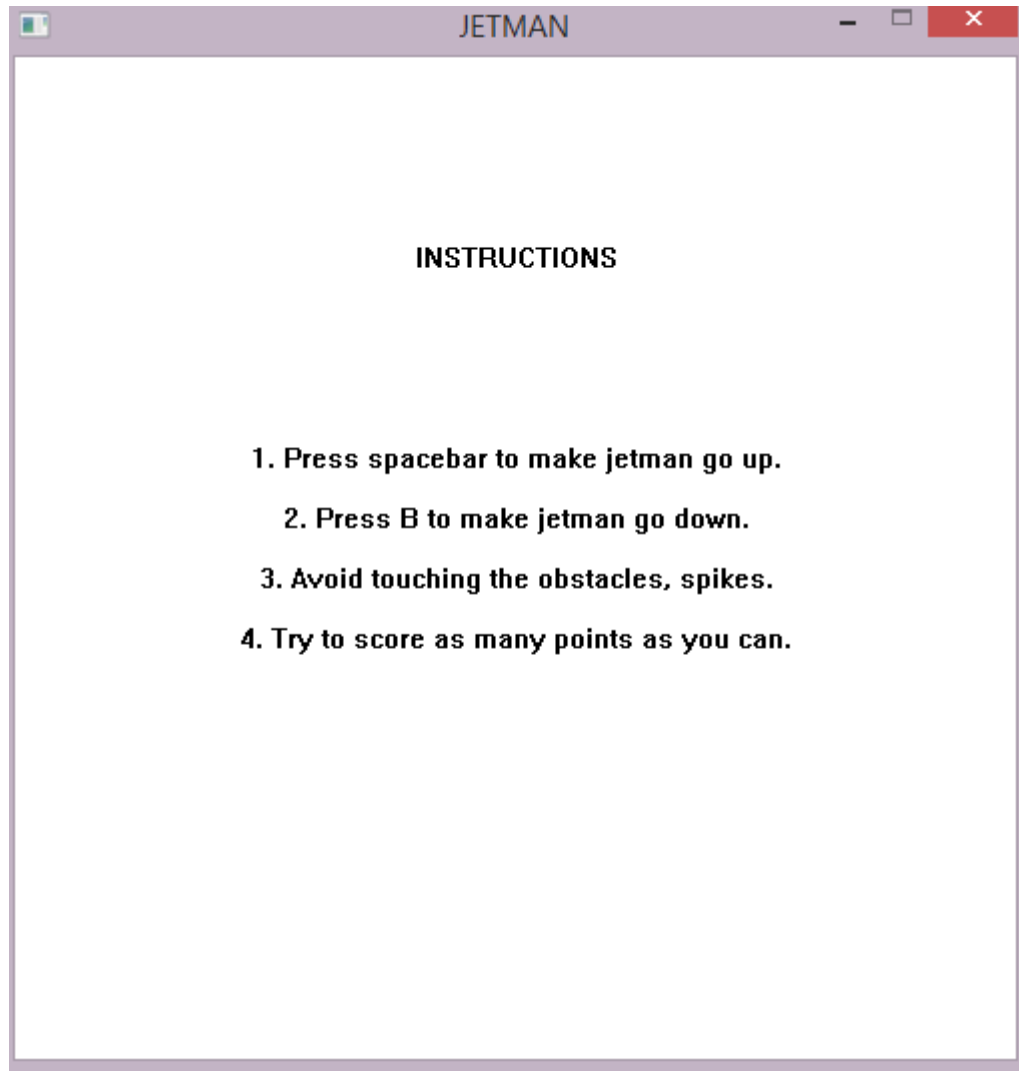 JETMAN
INSTRUCTIONS
1. Press spacebar to make jetman go up.
2. Press B to make jetman go down.
3. Avoid touching the obstacles, spikes.
4. Try to score as many points as you can.